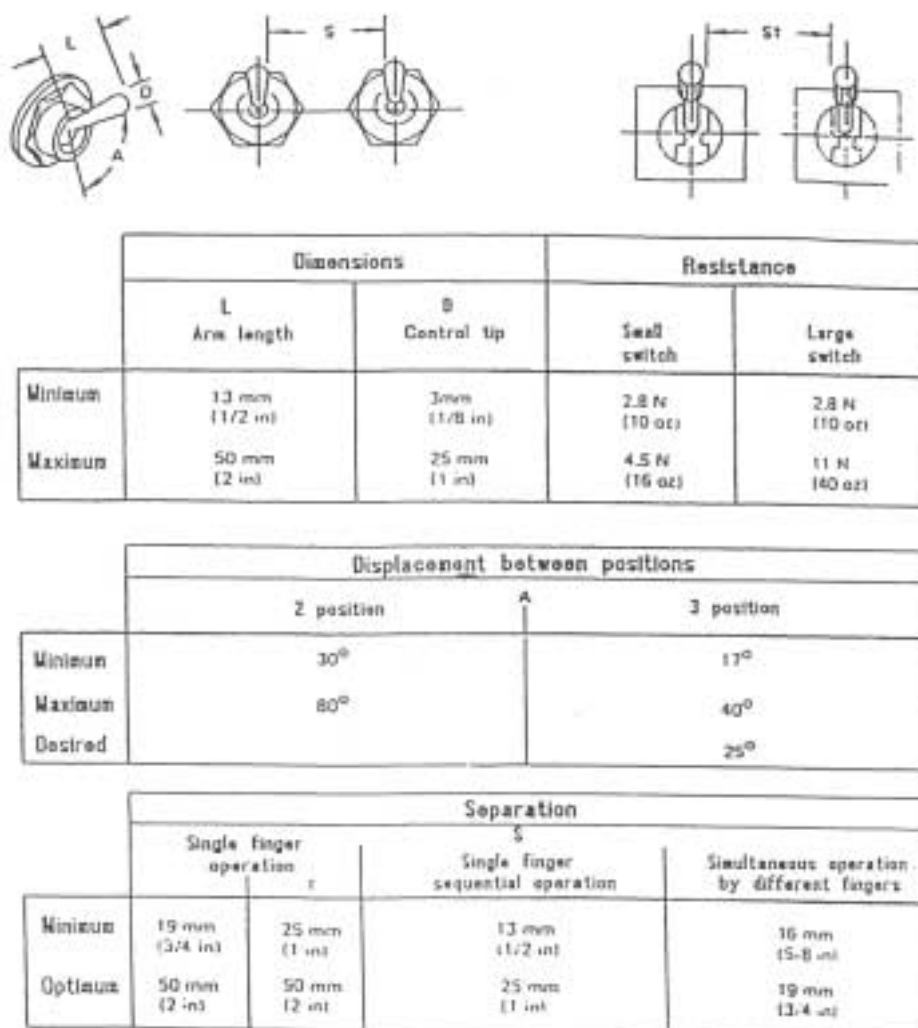 L
D
A
S
St
Dimensions
Resistance
L
Arm length
D
Control tip
Small
switch
Large
switch
Minimum
13 mm
(1/2 in)
3mm
(1/8 in)
2.8 N
(10 oz)
2.8 N
(10 oz)
Maximum
50 mm
(2 in)
25 mm
(1 in)
4.5 N
(16 oz)
11 N
(40 oz)
Displacement between positions
A
2 position
3 position
Minimum
30°
17°
Maximum
80°
40°
Desired
25°
Separation
S
Single finger
operation
Single finger
sequential operation
Simultaneous operation
by different fingers
Minimum
19 mm
(3/4 in)
25 mm
(1 in)
13 mm
(1/2 in)
16 mm
(5-8 in)
Optimum
50 mm
(2 in)
50 mm
(2 in)
25 mm
(1 in)
19 mm
(3/4 in)